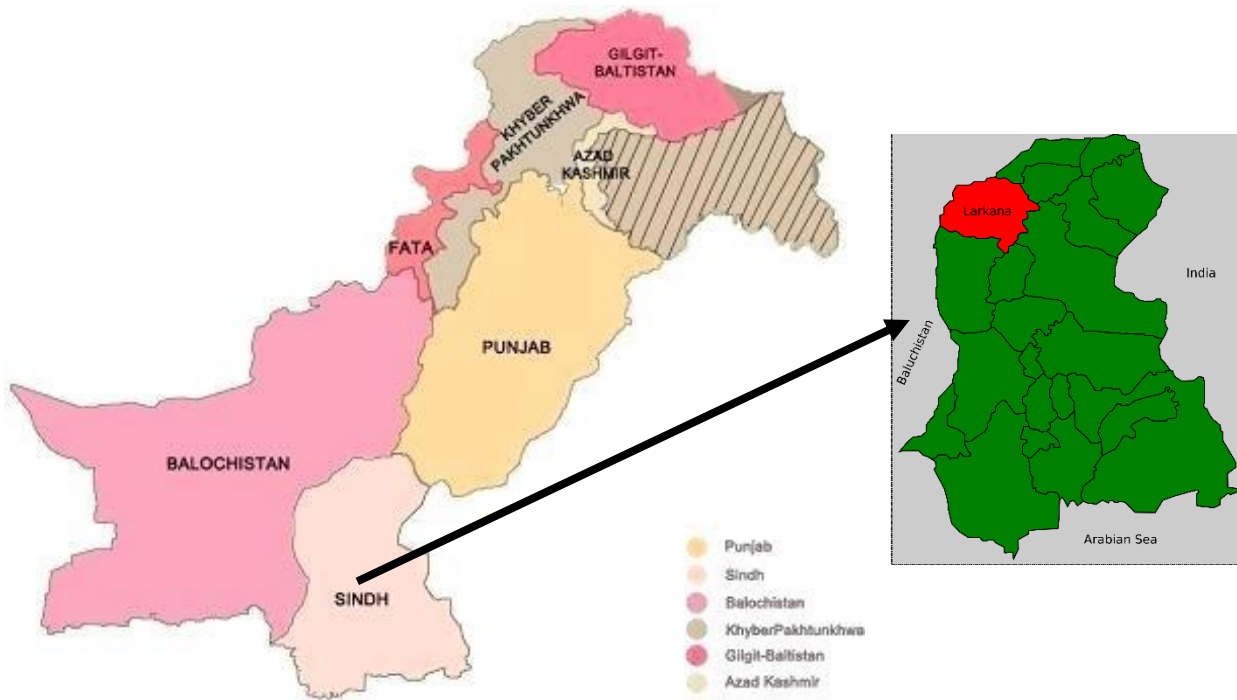 GILGIT-
BALTISTAN
KHYBER
PAKHTUNKHWA
AZAD
KASHMIR
FATA
PUNJAB
BALOCHISTAN
SINDH
Punjab
Sindh
Balochistan
KhyberPakhtunkhwa
Gilgit-Baltistan
Azad Kashmir
Larkana
India
Baluchistan
Arabian Sea